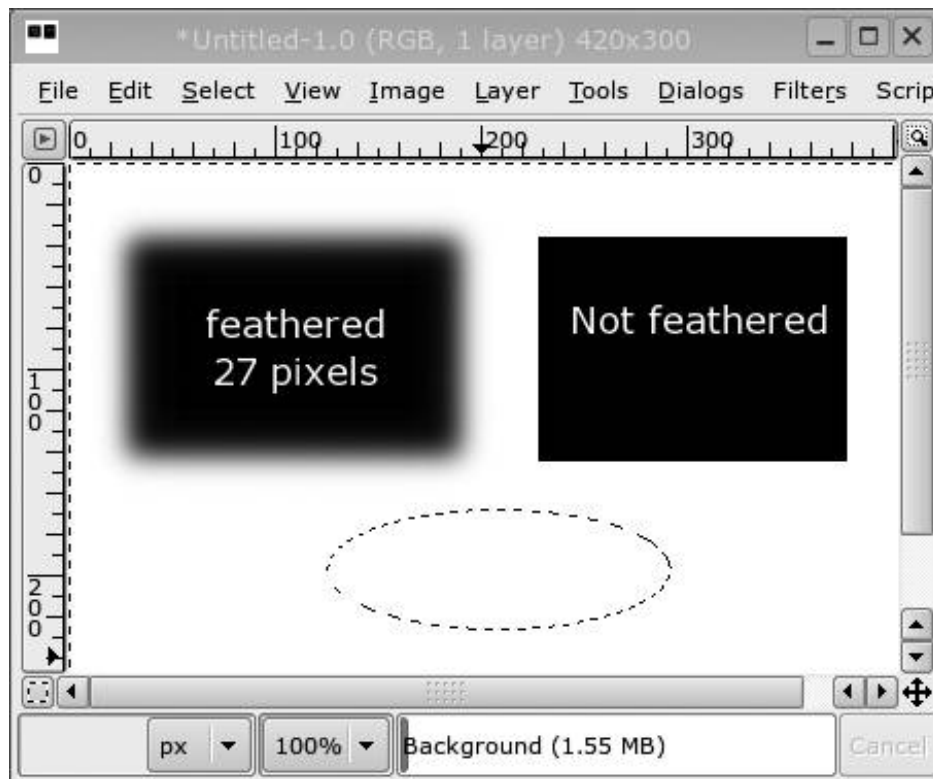 *Untitled-1.0 (RGB, 1 layer) 420x300
File Edit Select View Image Layer Tools Dialogs Filters Scrip
0 100 200 300
0
feathered
27 pixels
Not feathered
100
200
px 100% Background (1.55 MB) Cancel